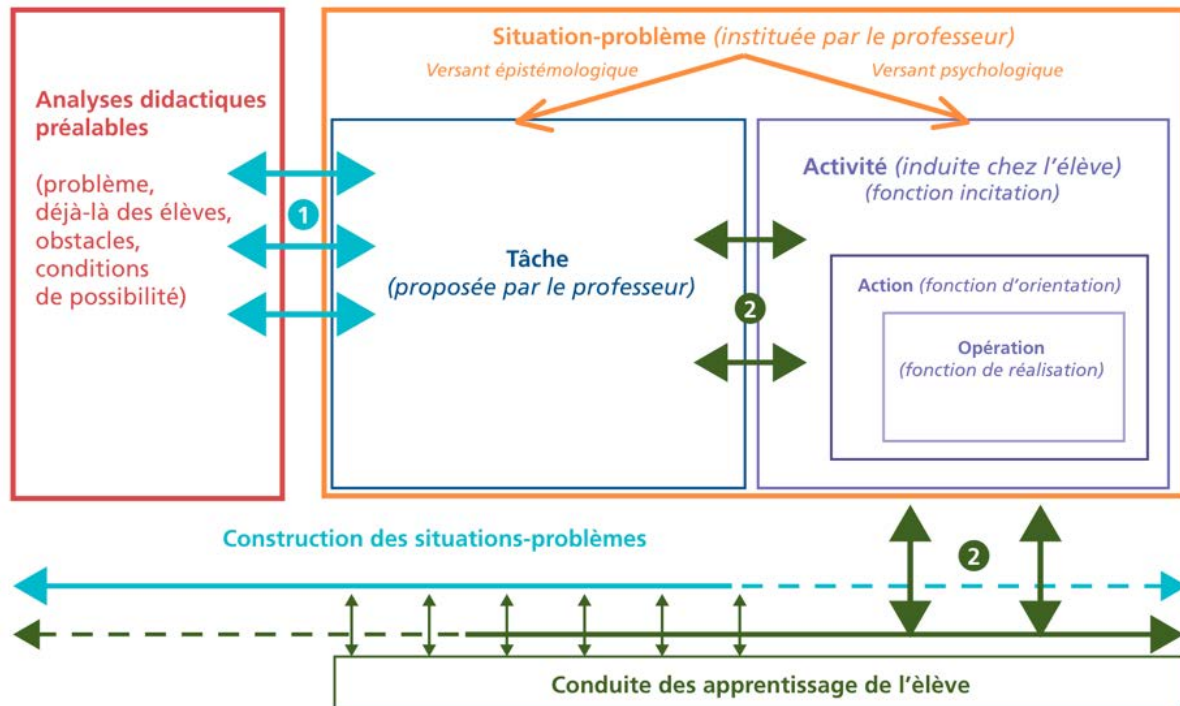 Situation-problème (instituée par le professeur)
Versant épistémologique
Versant psychologique
Analyses didactiques
préalables
(problème,
déjà-là des élèves,
obstacles,
conditions
de possibilité)
1
Tâche
(proposée par le professeur)
2
Activité (induite chez l'élève)
(fonction incitation)
Action (fonction d'orientation)
Opération
(fonction de réalisation)
Construction des situations-problèmes
2
Conduite des apprentissage de l'èlève